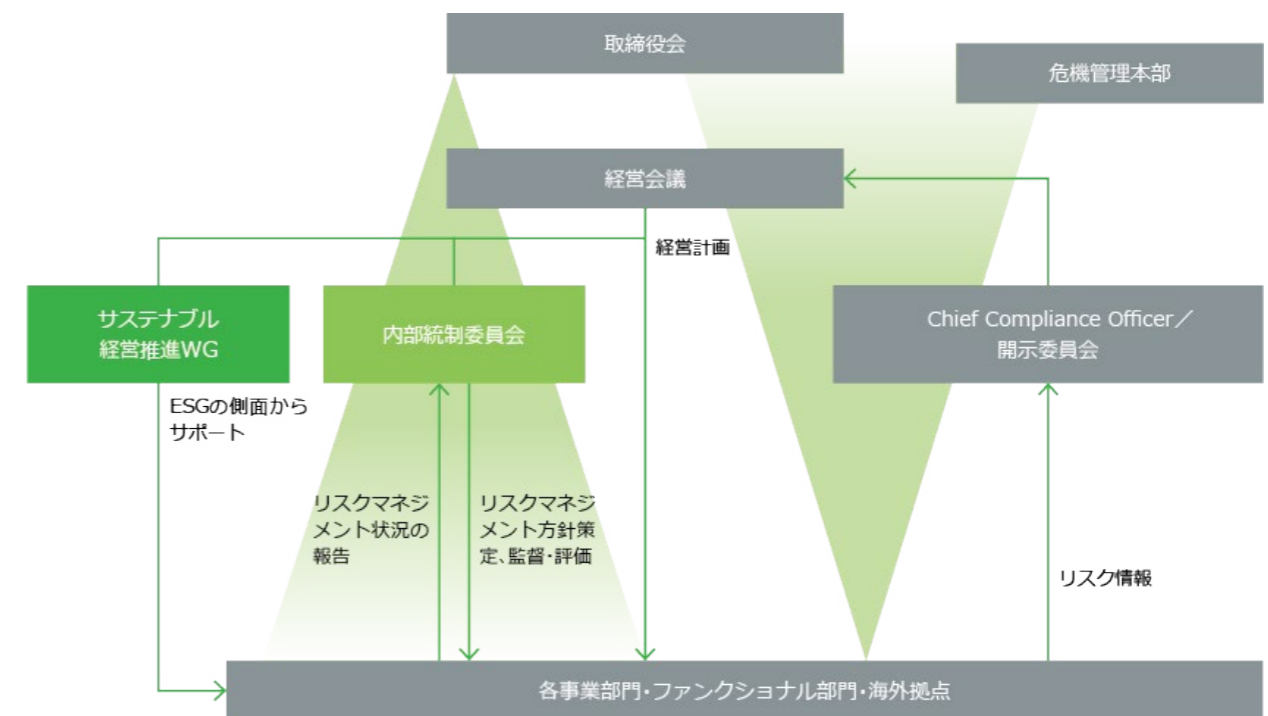 取締役会
危機管理本部
経営会議
経営計画
サステナブル
経営推進WG
内部統制委員会
Chief Compliance Officer／
開示委員会
ESGの側面から
サポート
リスクマネジ
メント状況の
報告
リスクマネジ
メント方針策
定、監督・評価
リスク情報
各事業部門・ファンクショナル部門・海外拠点